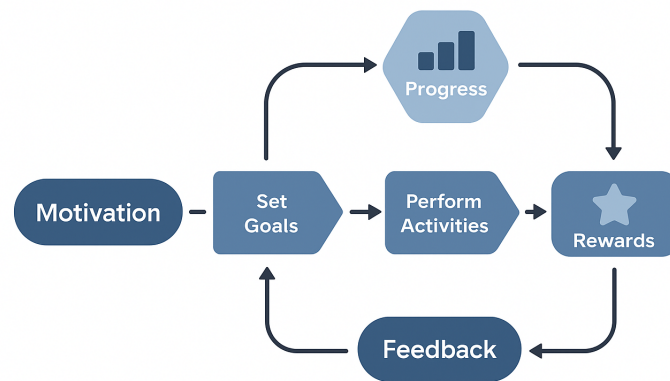 Progress
Motivation
Set
Goals
Perform
Activities
Rewards
Feedback